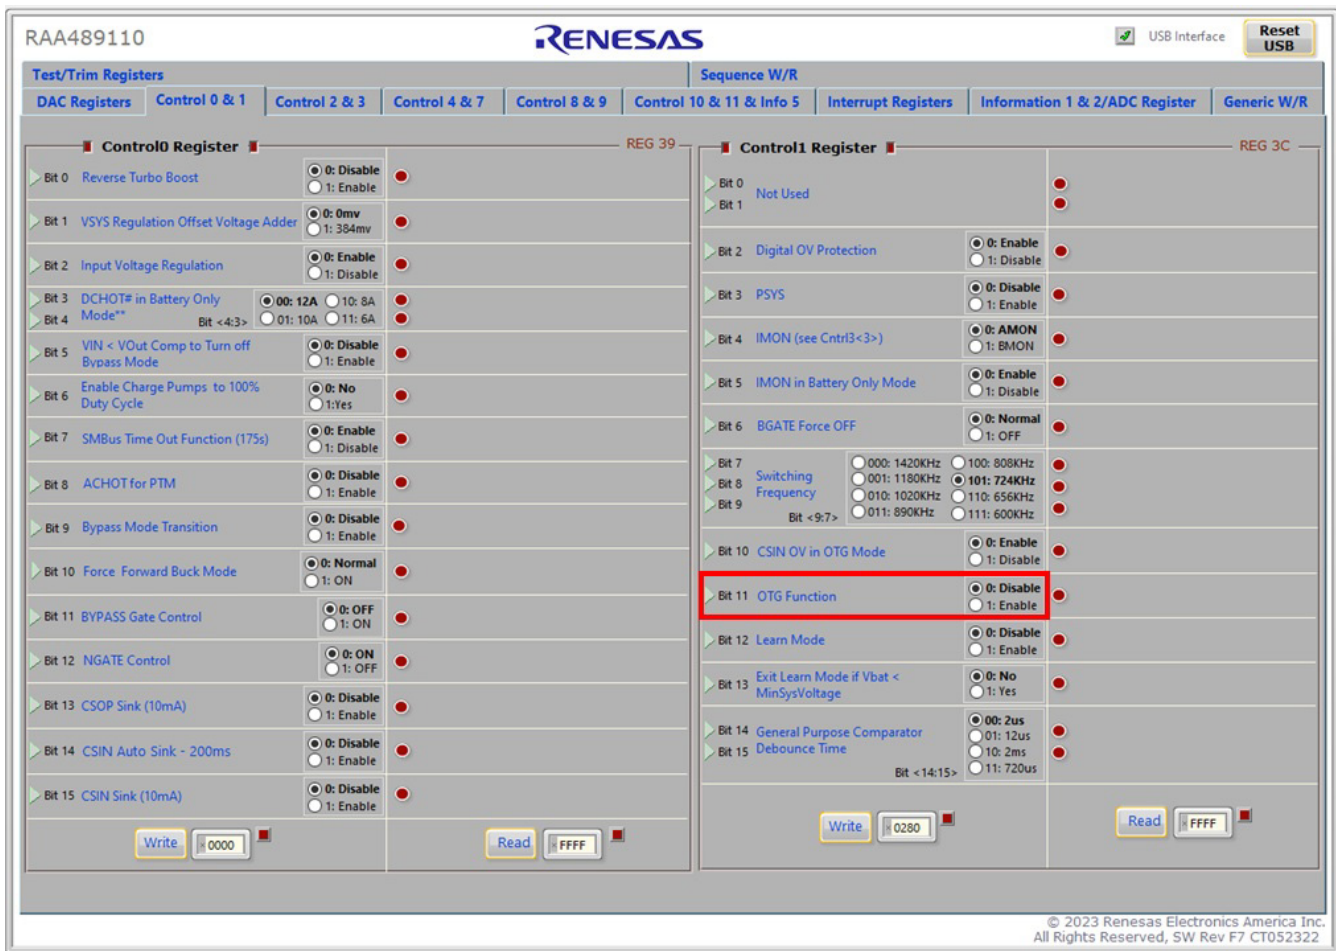 RAA489110
RENESAS
USB Interface
Reset USB
Test/Trim Registers
Sequence W/R
DAC Registers
Control 0 & 1
Control 2 & 3
Control 4 & 7
Control 8 & 9
Control 10 & 11 & Info 5
Interrupt Registers
Information 1 & 2/ADC Register
Generic W/R
Control0 Register
REG 39
Bit 0 Reverse Turbo Boost
0: Disable
1: Enable
Bit 1 VSYS Regulation Offset Voltage Adder
0: 0mv
1: 384mv
Bit 2 Input Voltage Regulation
0: Enable
1: Disable
Bit 3 DCHOT# in Battery Only
Bit 4 Mode**
Bit <4:3>
00: 12A 10: 8A
01: 10A 11: 6A
Bit 5 VIN < VOut Comp to Turn off
Bypass Mode
0: Disable
1: Enable
Bit 6 Enable Charge Pumps to 100%
Duty Cycle
0: No
1:Yes
Bit 7 SMBus Time Out Function (175s)
0: Enable
1: Disable
Bit 8 ACHOT for PTM
0: Disable
1: Enable
Bit 9 Bypass Mode Transition
0: Disable
1: Enable
Bit 10 Force Forward Buck Mode
0: Normal
1: ON
Bit 11 BYPASS Gate Control
0: OFF
1: ON
Bit 12 NGATE Control
0: ON
1: OFF
Bit 13 CSOP Sink (10mA)
0: Disable
1: Enable
Bit 14 CSIN Auto Sink - 200ms
0: Disable
1: Enable
Bit 15 CSIN Sink (10mA)
0: Disable
1: Enable
Write
0000
Read
FFFF
Control1 Register
REG 3C
Bit 0
Bit 1
Not Used
Bit 2 Digital OV Protection
0: Enable
1: Disable
Bit 3 PSYS
0: Disable
1: Enable
Bit 4 IMON (see Cntrl3<3>)
0: AMON
1: BMON
Bit 5 IMON in Battery Only Mode
0: Enable
1: Disable
Bit 6 BGATE Force OFF
0: Normal
1: OFF
Bit 7
Bit 8
Bit 9
Switching
Frequency
Bit <9:7>
000: 1420KHz 100: 808KHz
001: 1180KHz 101: 724KHz
010: 1020KHz 110: 656KHz
011: 890KHz 111: 600KHz
Bit 10 CSIN OV in OTG Mode
0: Enable
1: Disable
Bit 11 OTG Function
0: Disable
1: Enable
Bit 12 Learn Mode
0: Disable
1: Enable
Bit 13 Exit Learn Mode if Vbat <
MinSysVoltage
0: No
1: Yes
Bit 14 General Purpose Comparator
Bit 15 Debounce Time
Bit <14:15>
00: 2us
01: 12us
10: 2ms
11: 720us
Write
0280
Read
FFFF
© 2023 Renesas Electronics America Inc.
All Rights Reserved, SW Rev F7 CT052322